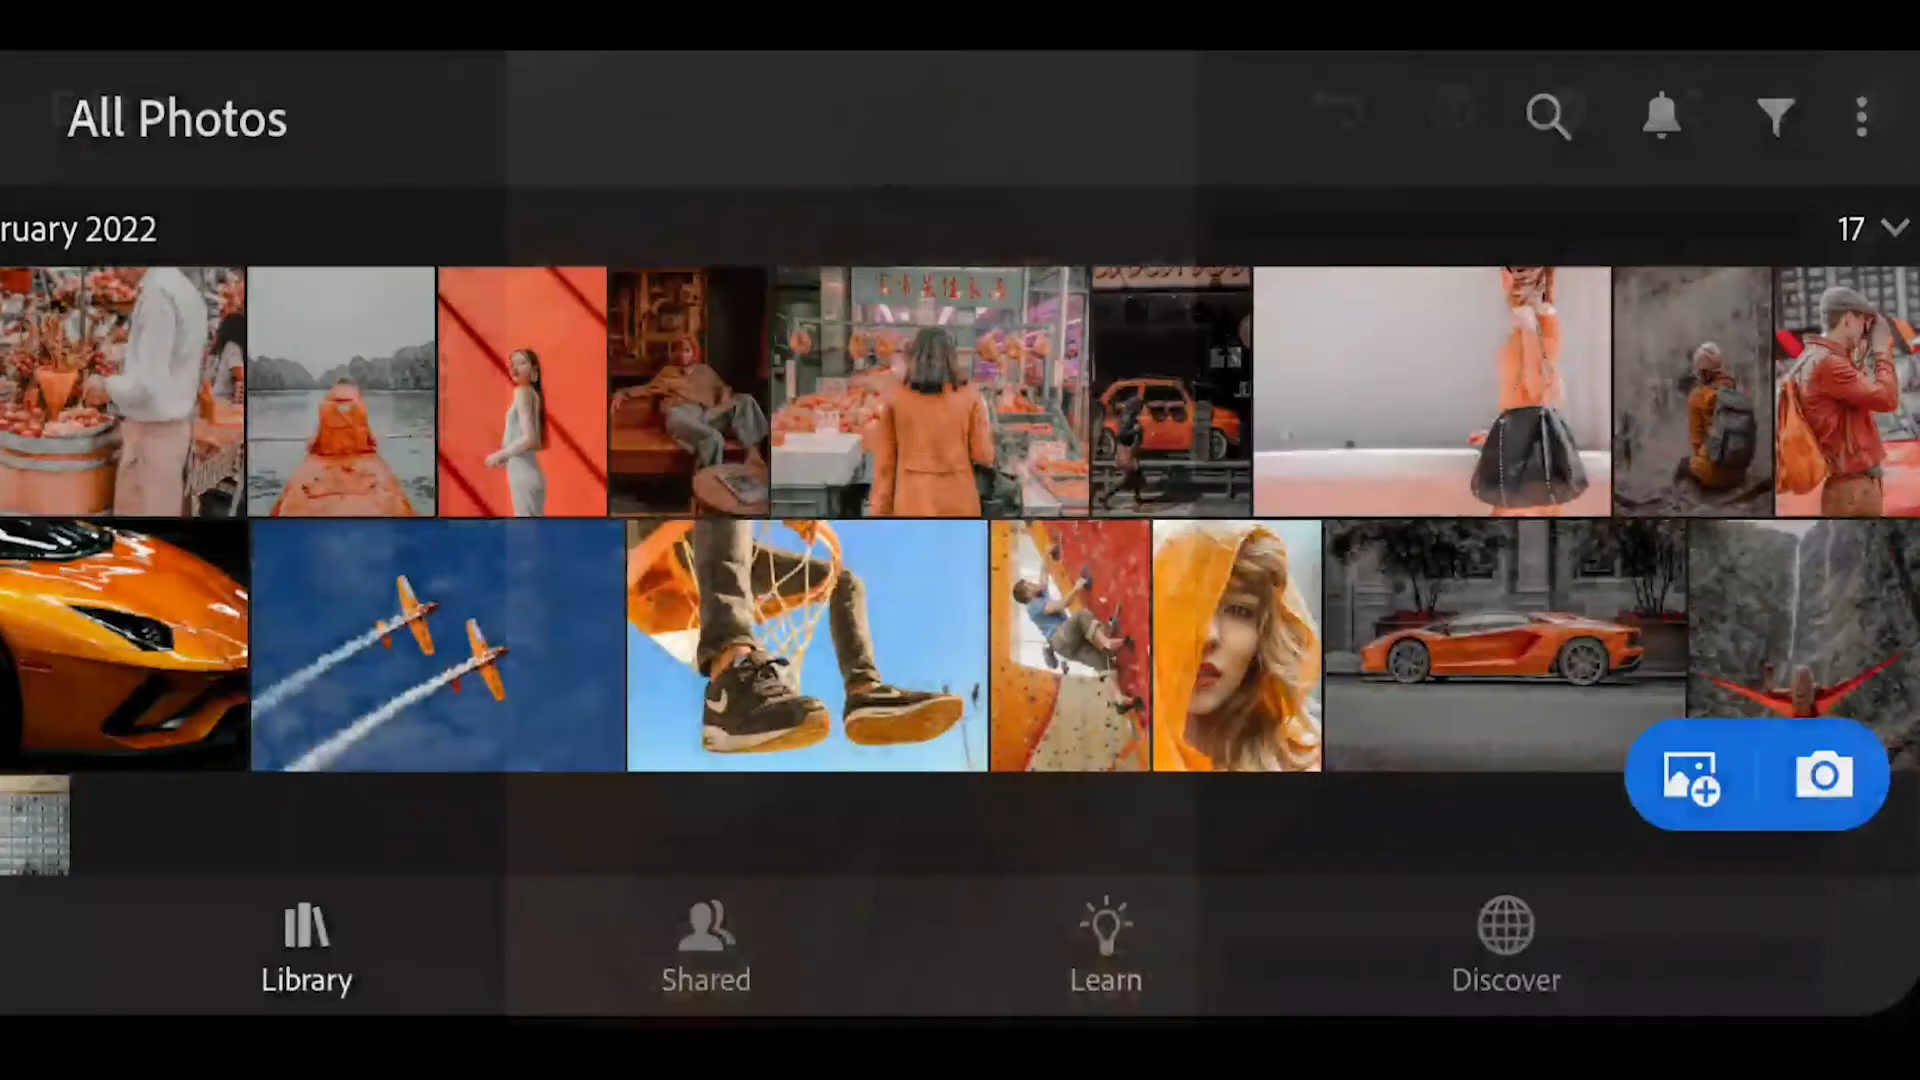 All Photos
ruary 2022
17
Library
Shared
Learn
Discover